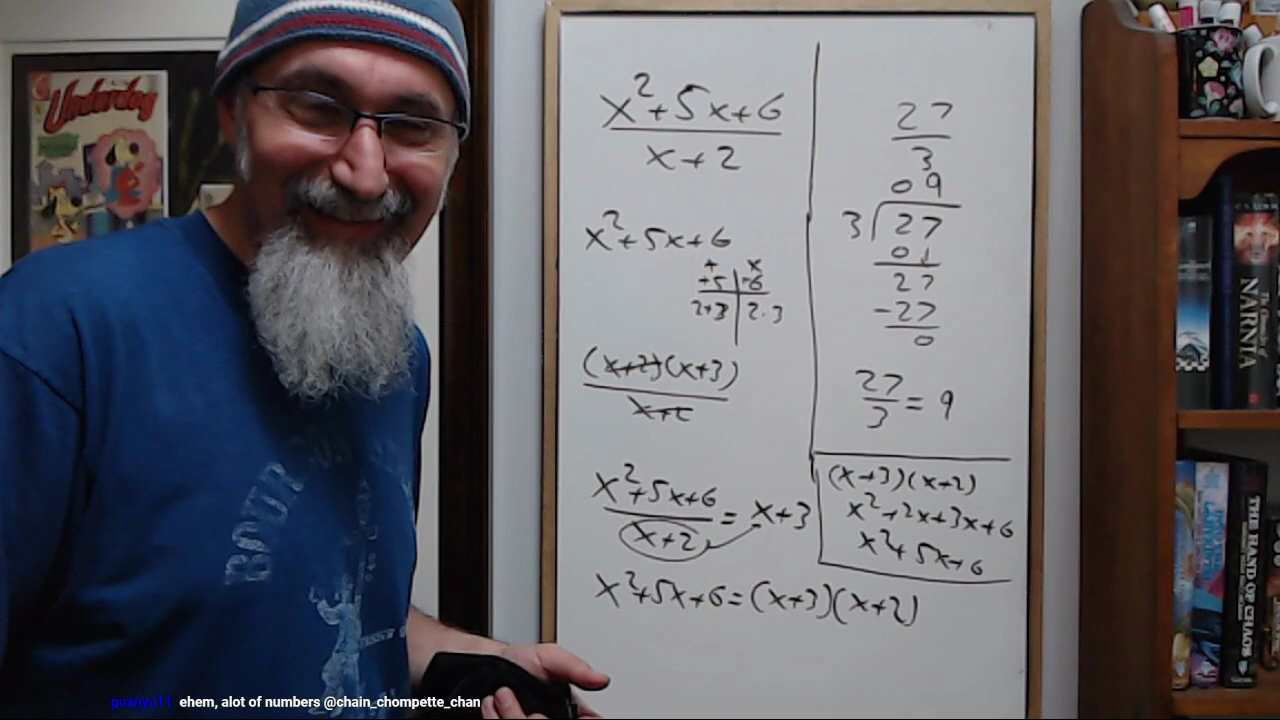 Underdog
x²+5x+6
x+2
x²+5x+6
+ x
+5 -6
2+3 2·3
(x+2)(x+3)
x+2
x²+5x+6
x+2
= x+3
x²+5x+6=(x+3)(x+2)
27
3
09
3 27
0↓
27
-27
0
27
3
= 9
(x+3)(x+2)
x²+2x+3x+6
x²+5x+6
NARNIA
THE HAND OF CHAOS
guanyu11 ehem, alot of numbers @chain_chompette_chan